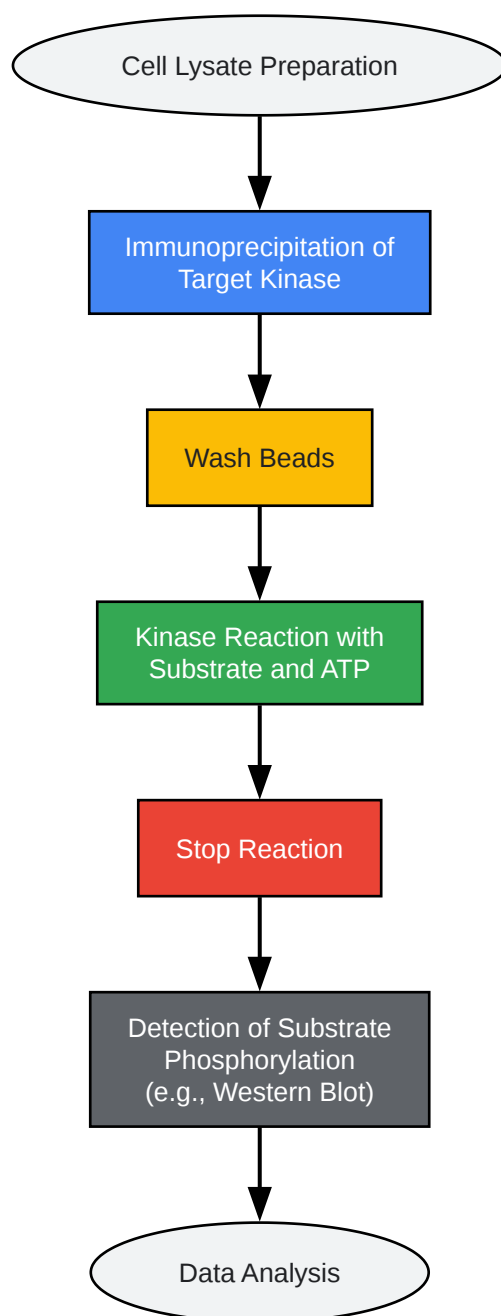 Cell Lysate Preparation
Immunoprecipitation of
Target Kinase
Wash Beads
Kinase Reaction with
Substrate and ATP
Stop Reaction
Detection of Substrate
Phosphorylation
(e.g., Western Blot)
Data Analysis